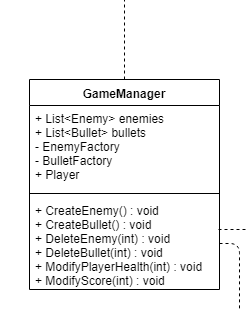 GameManager
+ List<Enemy> enemies
+ List<Bullet> bullets
- EnemyFactory
- BulletFactory
+ Player
+ CreateEnemy() : void
+ CreateBullet() : void
+ DeleteEnemy(int) : void
+ DeleteBullet(int) : void
+ ModifyPlayerHealth(int) : void
+ ModifyScore(int) : void